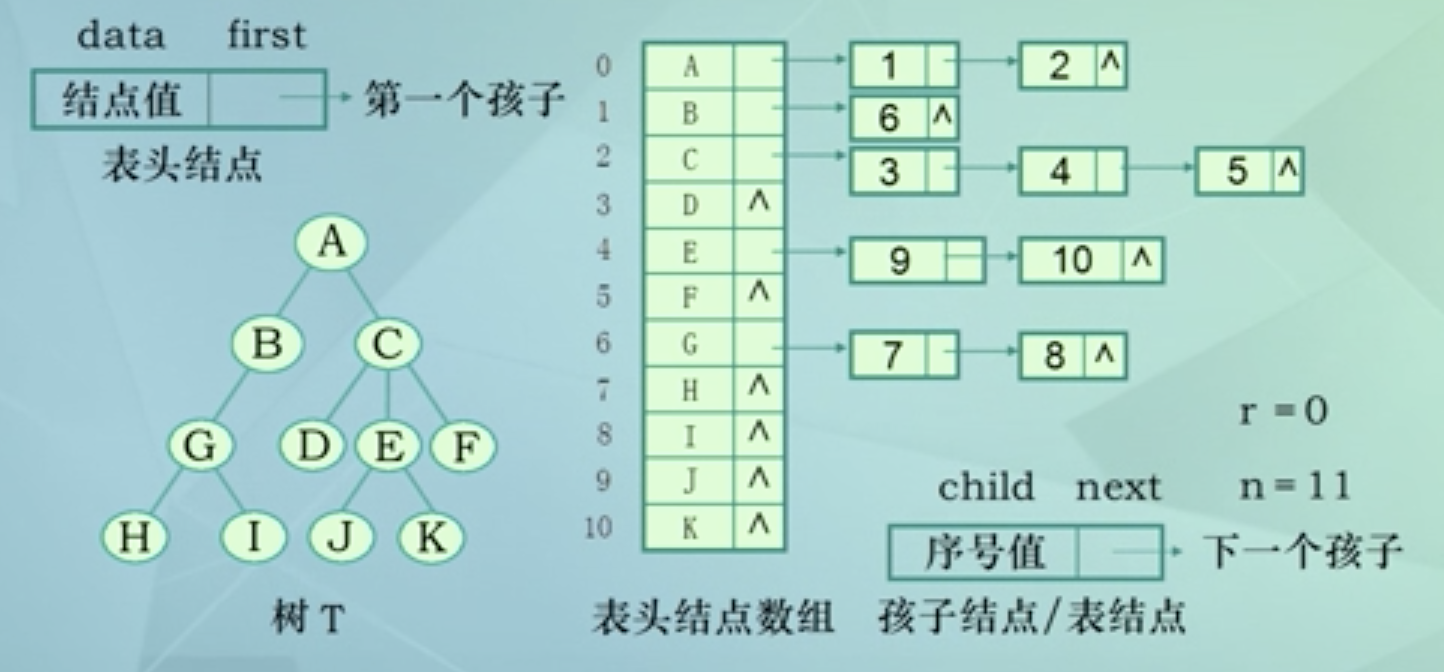 data first
结点值 第一个孩子
表头结点
A
B C
G D E F
H I J K
树 T
0 A 1 2 ^
1 B 6 ^
2 C 3 4 5 ^
3 D ^
4 E 9 10 ^
5 F ^
6 G 7 8 ^
7 H ^
8 I ^
9 J ^
10 K ^
表头结点数组
r = 0
n = 11
child next
序号值 下一个孩子
孩子结点/表结点